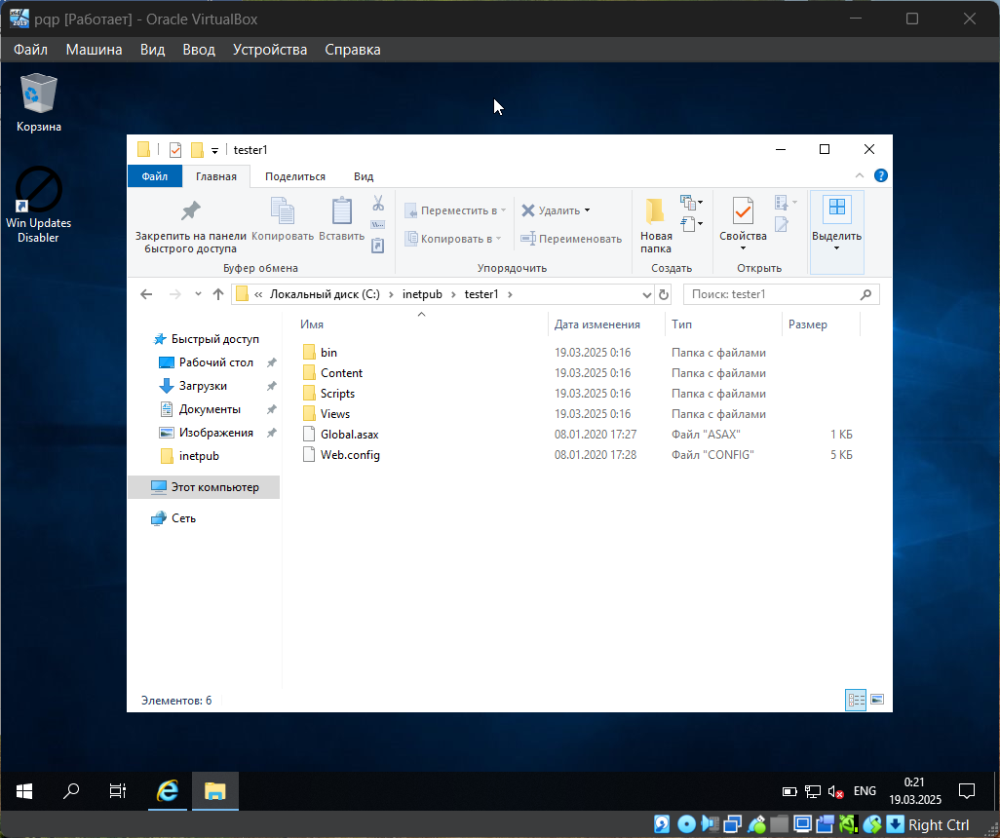 pqp [Работает] - Oracle VirtualBox
Файл Машина Вид Ввод Устройства Справка
Корзина
Win Updates
Disabler
tester1
Файл Главная Поделиться Вид
Закрепить на панели
быстрого доступа
Копировать
Вставить
Буфер обмена
Переместить в
Копировать в
Удалить
Переименовать
Упорядочить
Новая
папка
Создать
Свойства
Открыть
Выделить
« Локальный диск (C:) › inetpub › tester1 ›
Поиск: tester1
Имя Дата изменения Тип Размер
bin 19.03.2025 0:16 Папка с файлами
Content 19.03.2025 0:16 Папка с файлами
Scripts 19.03.2025 0:16 Папка с файлами
Views 19.03.2025 0:16 Папка с файлами
Global.asax 08.01.2020 17:27 Файл "ASAX" 1 КБ
Web.config 08.01.2020 17:28 Файл "CONFIG" 5 КБ
Быстрый доступ
Рабочий стол
Загрузки
Документы
Изображения
inetpub
Этот компьютер
Сеть
Элементов: 6
ENG
0:21
19.03.2025
Right Ctrl